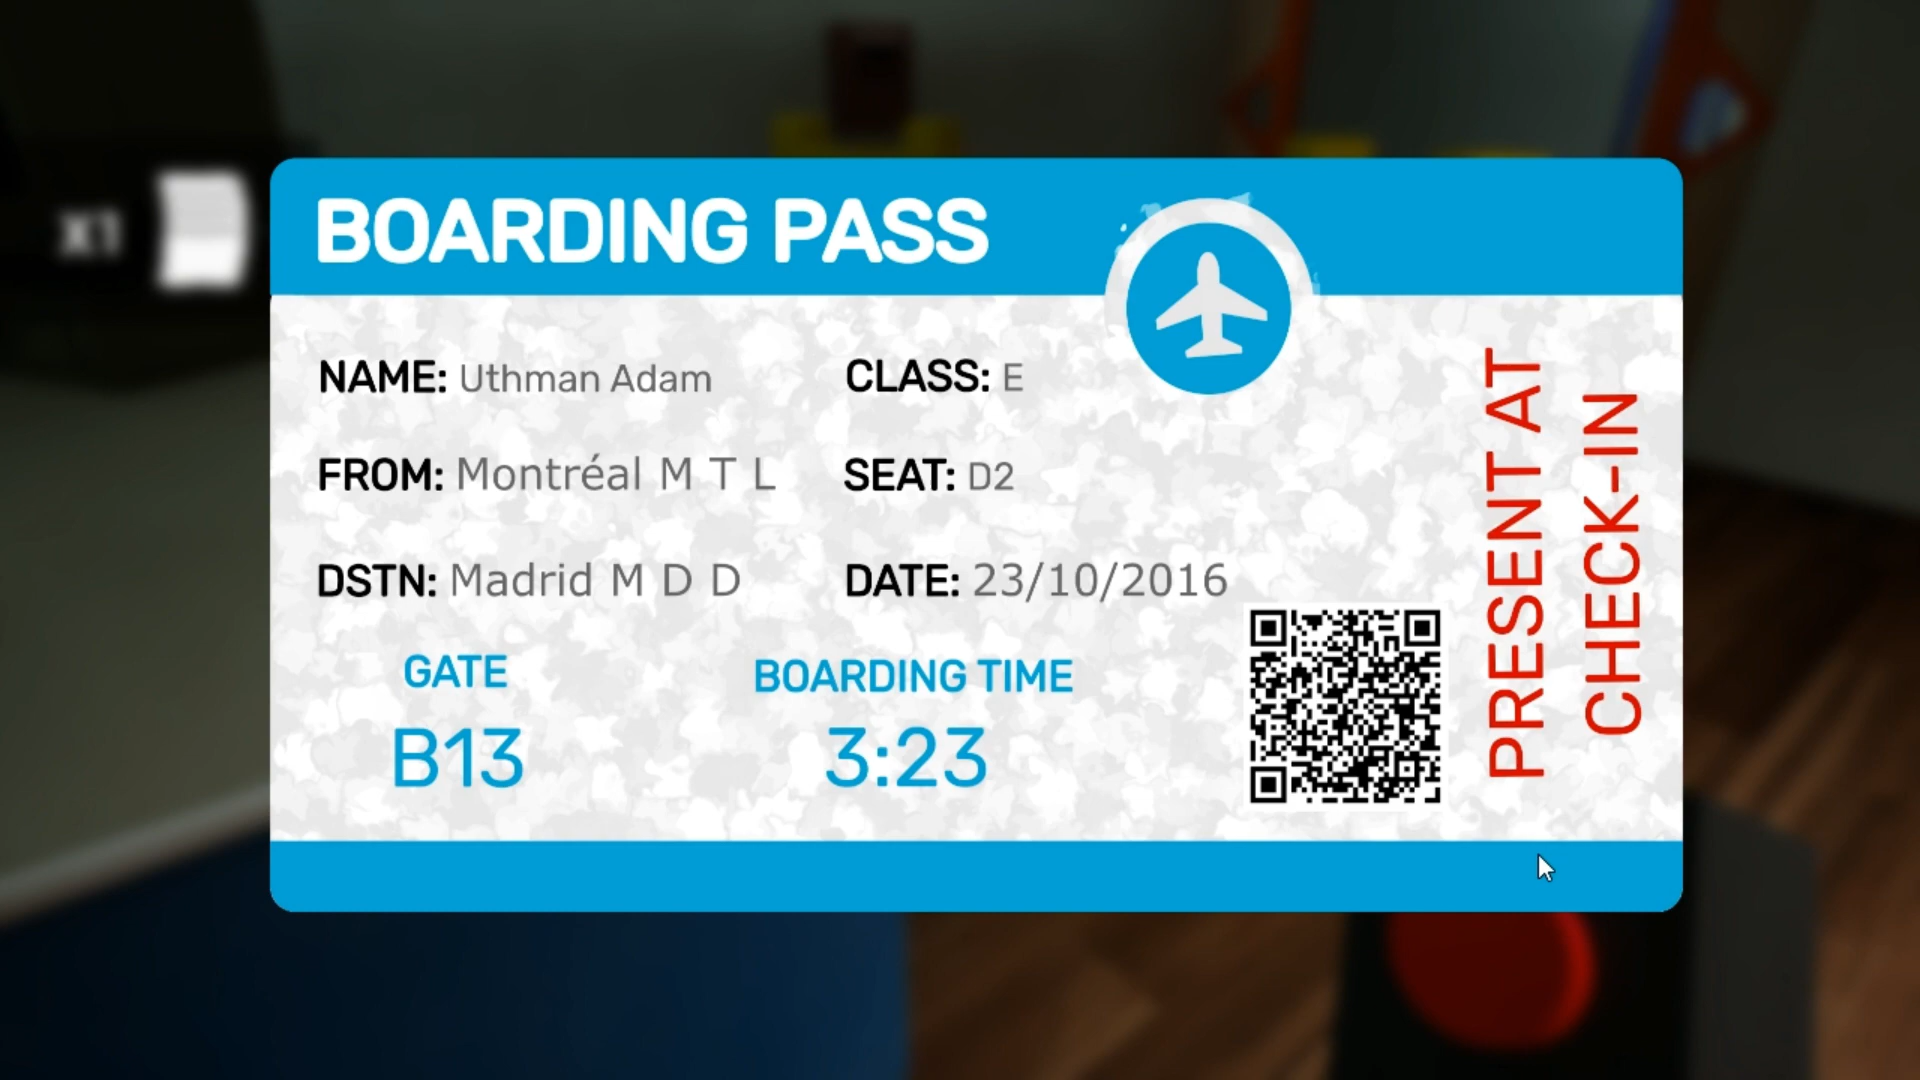 X1
BOARDING PASS
NAME: Uthman Adam
CLASS: E
FROM: Montréal M T L
SEAT: D2
DSTN: Madrid M D D
DATE: 23/10/2016
GATE
BOARDING TIME
B13
3:23
PRESENT AT
CHECK-IN